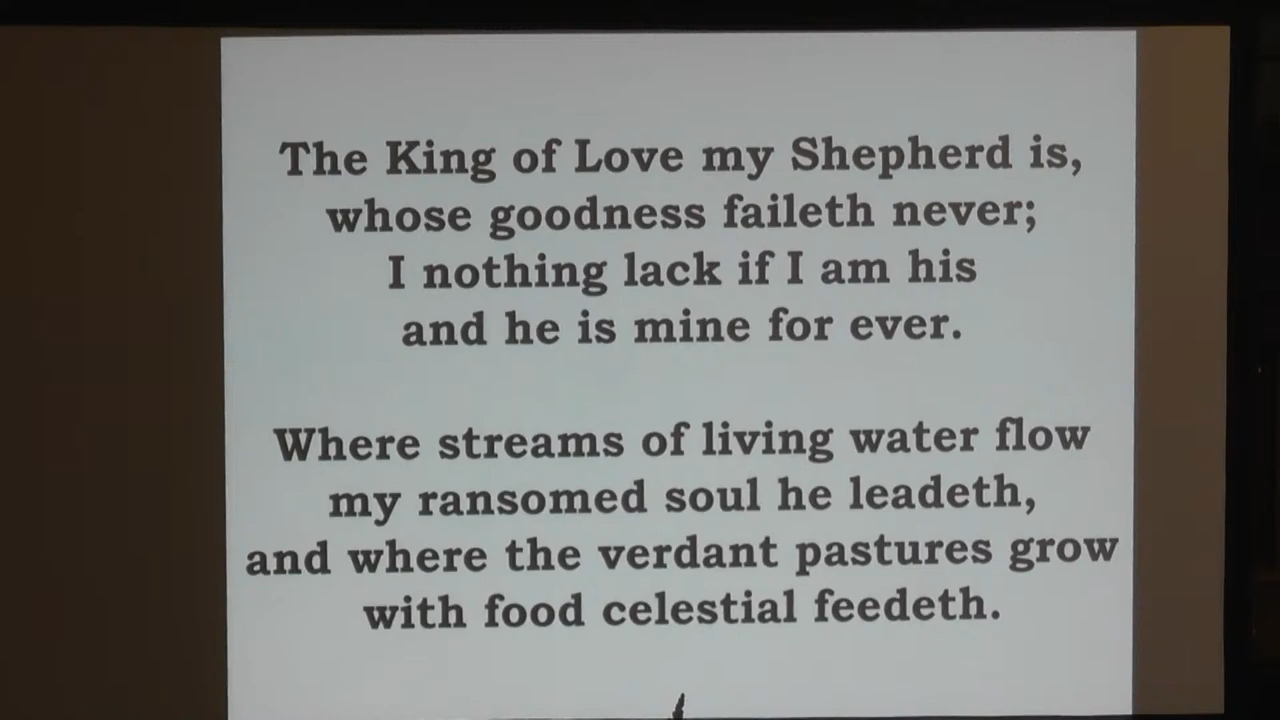 The King of Love my Shepherd is,
whose goodness faileth never;
I nothing lack if I am his
and he is mine for ever.
Where streams of living water flow
my ransomed soul he leadeth,
and where the verdant pastures grow
with food celestial feedeth.